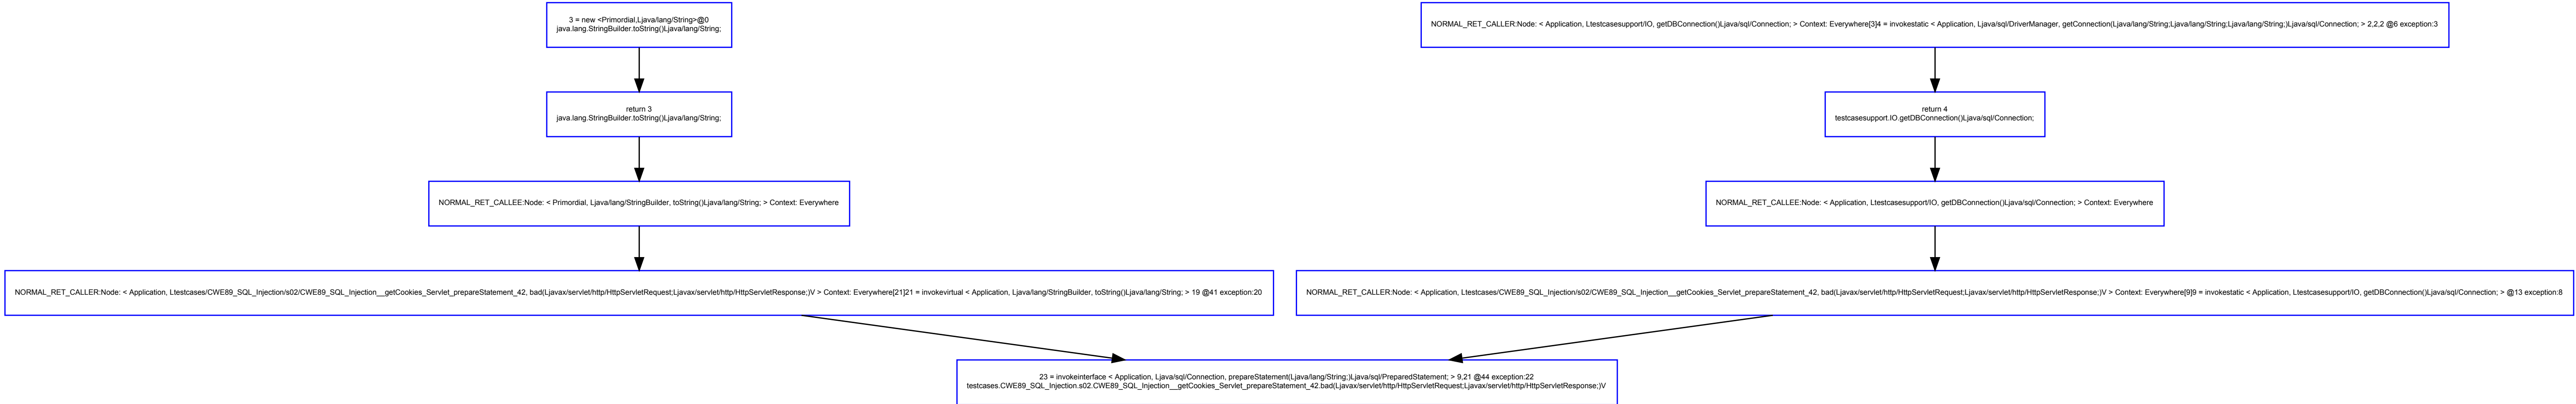 3 = new <Primordial,Ljava/lang/String>@0
java.lang.StringBuilder.toString()Ljava/lang/String;
NORMAL_RET_CALLER:Node: < Application, Ltestcasesupport/IO, getDBConnection()Ljava/sql/Connection; > Context: Everywhere[3]4 = invokestatic < Application, Ljava/sql/DriverManager, getConnection(Ljava/lang/String;Ljava/lang/String;Ljava/lang/String;)Ljava/sql/Connection; > 2,2,2 @6 exception:3
return 3
java.lang.StringBuilder.toString()Ljava/lang/String;
return 4
testcasesupport.IO.getDBConnection()Ljava/sql/Connection;
NORMAL_RET_CALLEE:Node: < Primordial, Ljava/lang/StringBuilder, toString()Ljava/lang/String; > Context: Everywhere
NORMAL_RET_CALLEE:Node: < Application, Ltestcasesupport/IO, getDBConnection()Ljava/sql/Connection; > Context: Everywhere
NORMAL_RET_CALLER:Node: < Application, Ltestcases/CWE89_SQL_Injection/s02/CWE89_SQL_Injection__getCookies_Servlet_prepareStatement_42, bad(Ljavax/servlet/http/HttpServletRequest;Ljavax/servlet/http/HttpServletResponse;)V > Context: Everywhere[21]21 = invokevirtual < Application, Ljava/lang/StringBuilder, toString()Ljava/lang/String; > 19 @41 exception:20
NORMAL_RET_CALLER:Node: < Application, Ltestcases/CWE89_SQL_Injection/s02/CWE89_SQL_Injection__getCookies_Servlet_prepareStatement_42, bad(Ljavax/servlet/http/HttpServletRequest;Ljavax/servlet/http/HttpServletResponse;)V > Context: Everywhere[9]9 = invokestatic < Application, Ltestcasesupport/IO, getDBConnection()Ljava/sql/Connection; > @13 exception:8
23 = invokeinterface < Application, Ljava/sql/Connection, prepareStatement(Ljava/lang/String;)Ljava/sql/PreparedStatement; > 9,21 @44 exception:22
testcases.CWE89_SQL_Injection.s02.CWE89_SQL_Injection__getCookies_Servlet_prepareStatement_42.bad(Ljavax/servlet/http/HttpServletRequest;Ljavax/servlet/http/HttpServletResponse;)V